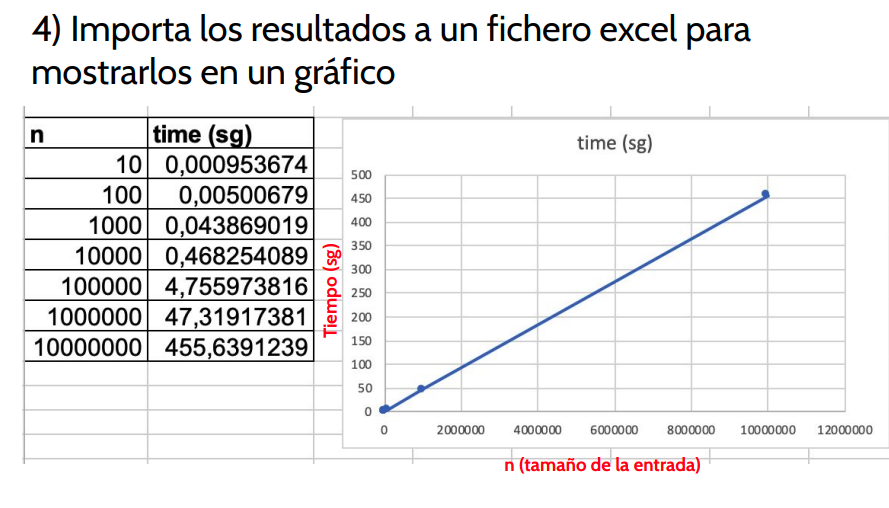 4) Importa los resultados a un fichero excel para
mostrarlos en un gráfico
n time (sg)
10 0,000953674
100 0,00500679
1000 0,043869019
10000 0,468254089
100000 4,755973816
1000000 47,31917381
10000000 455,6391239
time (sg)
500
450
400
350
300
250
200
150
100
50
0
Tiempo (sg)
0 2000000 4000000 6000000 8000000 10000000 12000000
n (tamaño de la entrada)